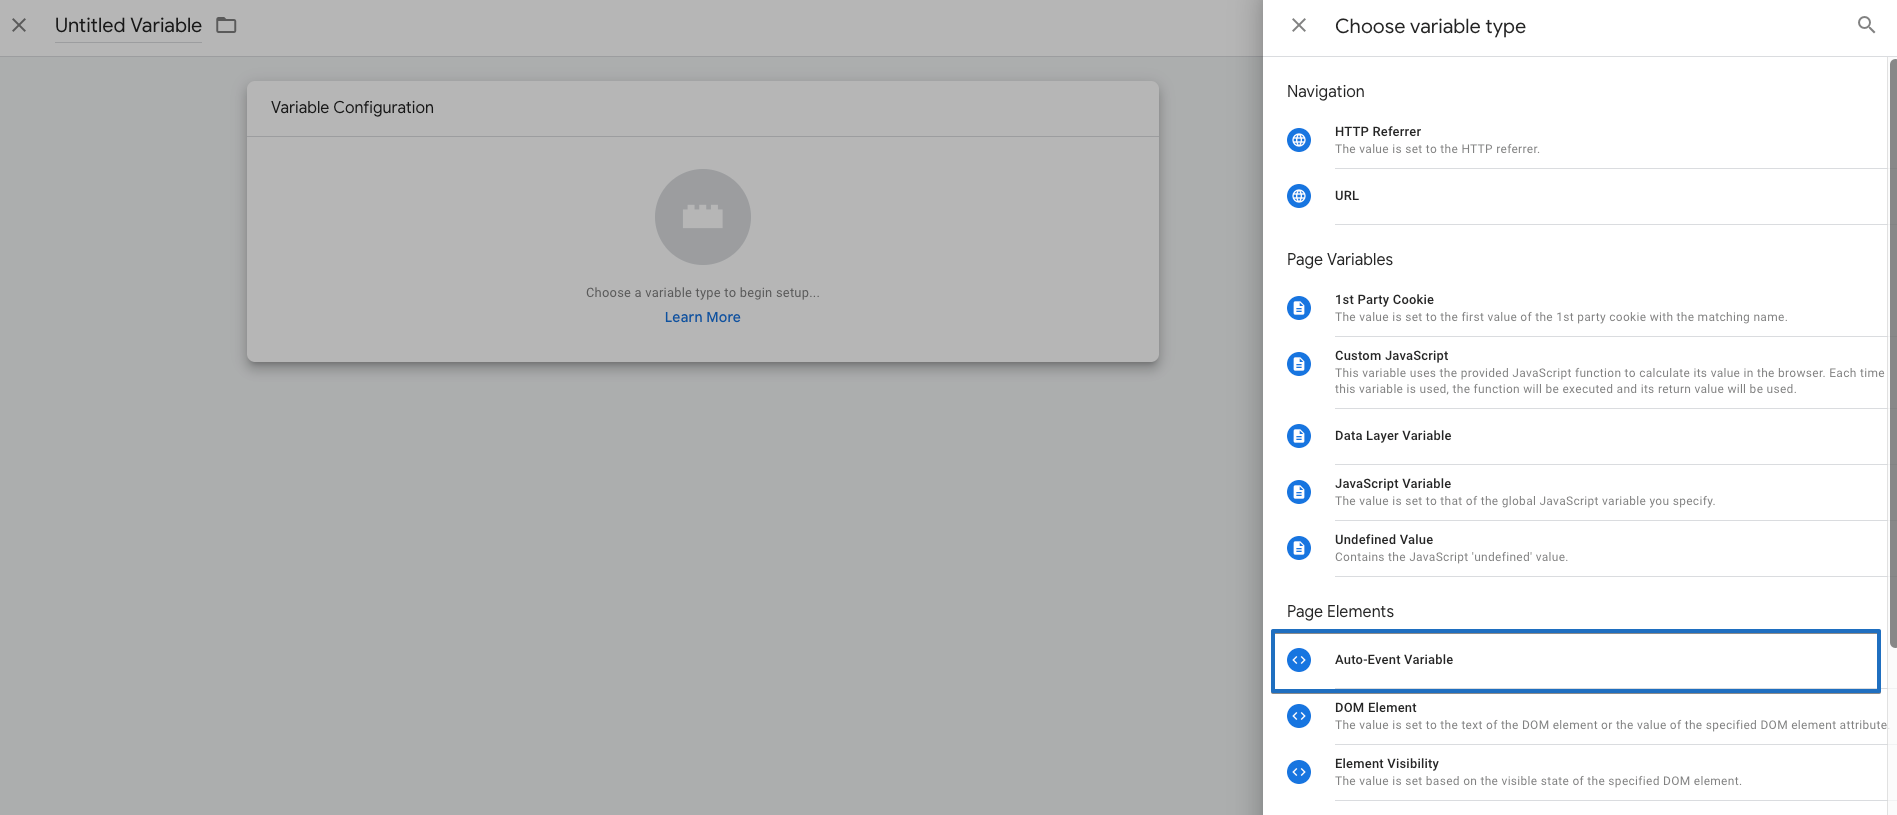 Untitled Variable
Variable Configuration
Choose a variable type to begin setup...
Learn More
Choose variable type
Navigation
HTTP Referrer
The value is set to the HTTP referrer.
URL
Page Variables
1st Party Cookie
The value is set to the first value of the 1st party cookie with the matching name.
Custom JavaScript
This variable uses the provided JavaScript function to calculate its value in the browser. Each time
this variable is used, the function will be executed and its return value will be used.
Data Layer Variable
JavaScript Variable
The value is set to that of the global JavaScript variable you specify.
Undefined Value
Contains the JavaScript 'undefined' value.
Page Elements
Auto-Event Variable
DOM Element
The value is set to the text of the DOM element or the value of the specified DOM element attribute
Element Visibility
The value is set based on the visible state of the specified DOM element.